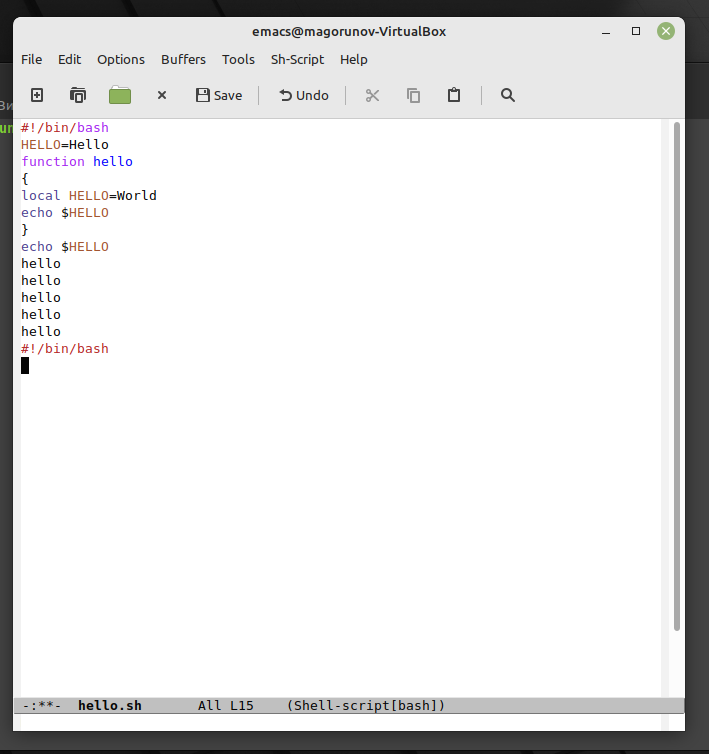 emacs@magorunov-VirtualBox
File Edit Options Buffers Tools Sh-Script Help
Save Undo
Ви
un
#!/bin/bash
HELLO=Hello
function hello
{
local HELLO=World
echo $HELLO
}
echo $HELLO
hello
hello
hello
hello
hello
#!/bin/bash
-:**- hello.sh All L15 (Shell-script[bash])